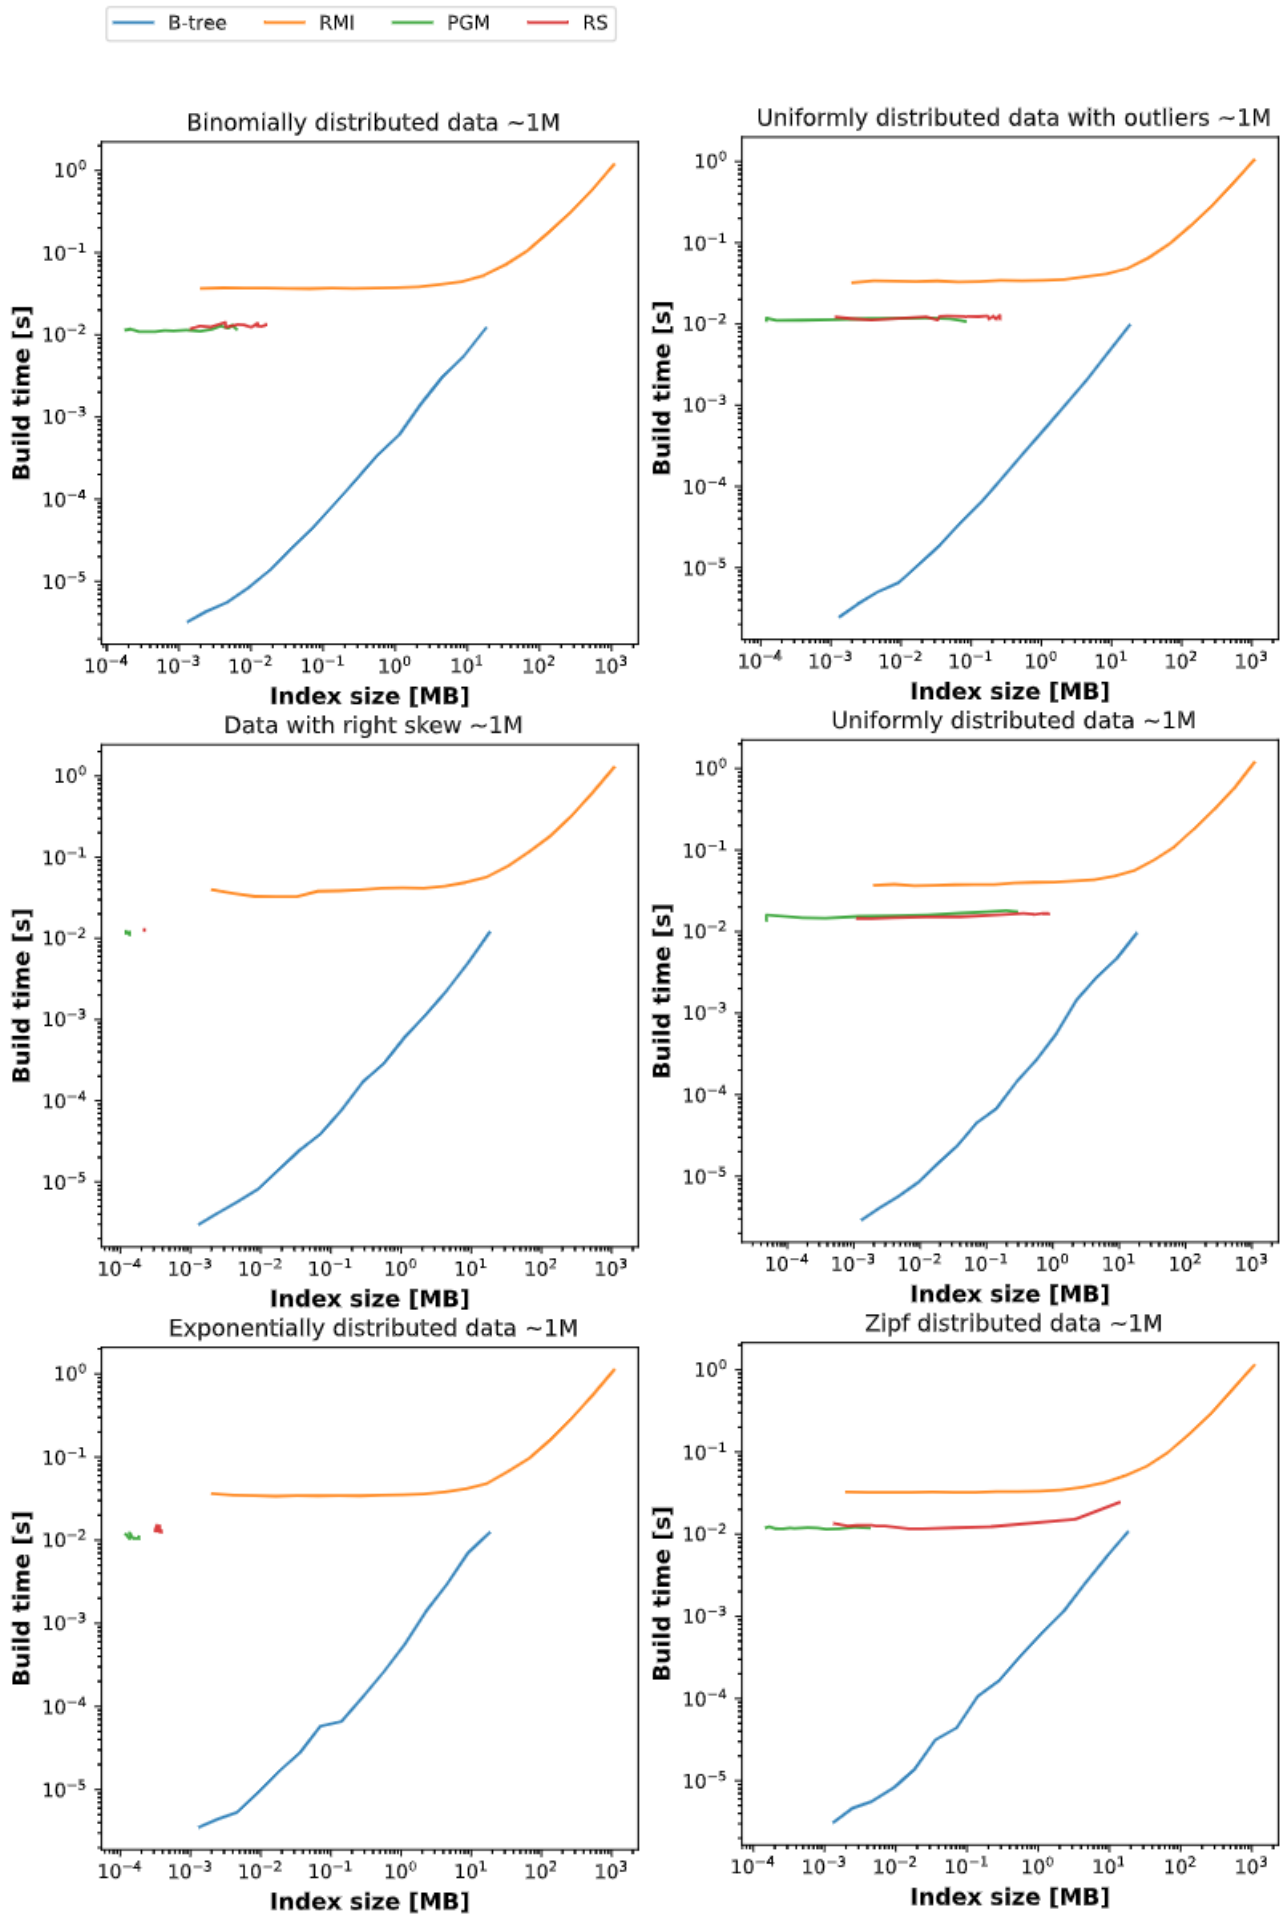 B-tree RMI PGM RS
Binomially distributed data ~1M
10⁰
10⁻¹
10⁻²
10⁻³
10⁻⁴
10⁻⁵
Build time [s]
10⁻⁴ 10⁻³ 10⁻² 10⁻¹ 10⁰ 10¹ 10² 10³
Index size [MB]
Uniformly distributed data with outliers ~1M
10⁰
10⁻¹
10⁻²
10⁻³
10⁻⁴
10⁻⁵
Build time [s]
10⁻⁴ 10⁻³ 10⁻² 10⁻¹ 10⁰ 10¹ 10² 10³
Index size [MB]
Data with right skew ~1M
10⁰
10⁻¹
10⁻²
10⁻³
10⁻⁴
10⁻⁵
Build time [s]
10⁻⁴ 10⁻³ 10⁻² 10⁻¹ 10⁰ 10¹ 10² 10³
Index size [MB]
Uniformly distributed data ~1M
10⁰
10⁻¹
10⁻²
10⁻³
10⁻⁴
10⁻⁵
Build time [s]
10⁻⁴ 10⁻³ 10⁻² 10⁻¹ 10⁰ 10¹ 10² 10³
Index size [MB]
Exponentially distributed data ~1M
10⁰
10⁻¹
10⁻²
10⁻³
10⁻⁴
10⁻⁵
Build time [s]
10⁻⁴ 10⁻³ 10⁻² 10⁻¹ 10⁰ 10¹ 10² 10³
Index size [MB]
Zipf distributed data ~1M
10⁰
10⁻¹
10⁻²
10⁻³
10⁻⁴
10⁻⁵
Build time [s]
10⁻⁴ 10⁻³ 10⁻² 10⁻¹ 10⁰ 10¹ 10² 10³
Index size [MB]